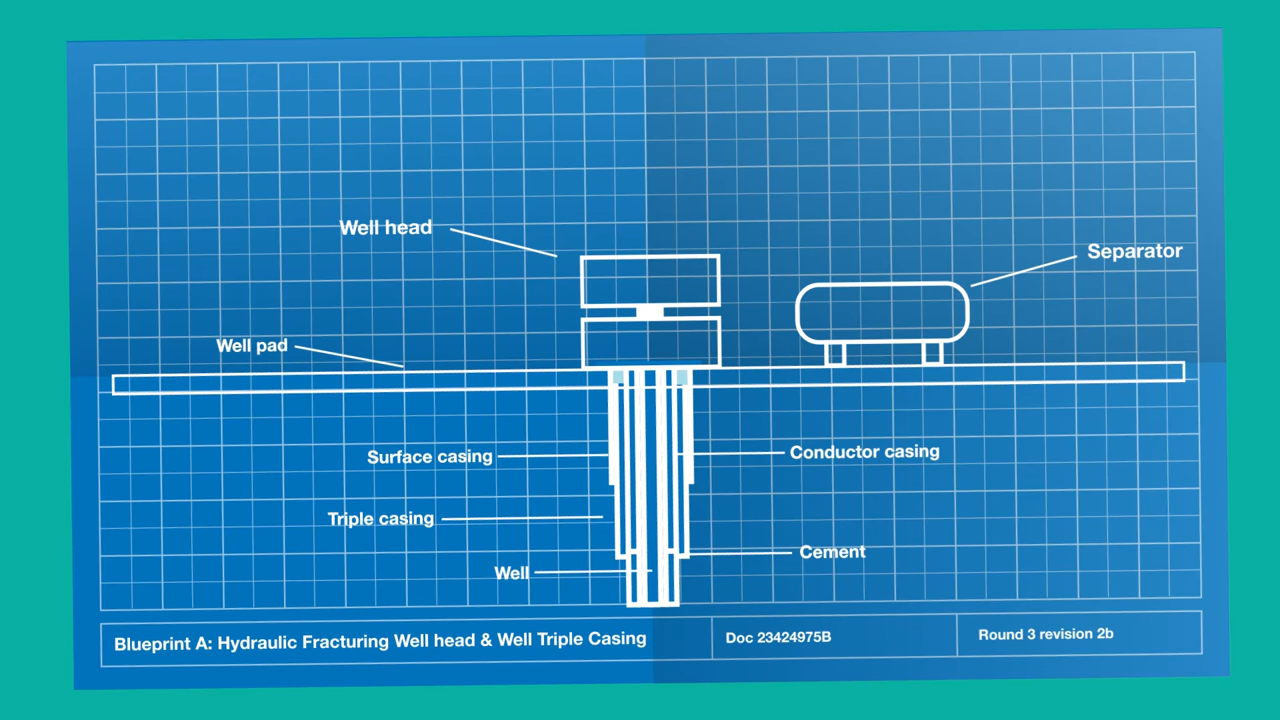 Well head
Separator
Well pad
Surface casing
Conductor casing
Triple casing
Cement
Well
Blueprint A: Hydraulic Fracturing Well head & Well Triple Casing
Doc 23424975B
Round 3 revision 2b